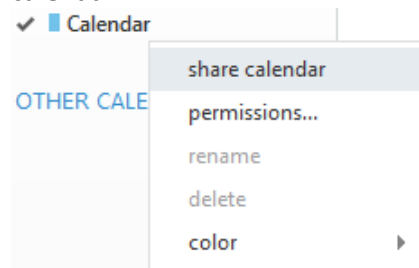 Calendar
share calendar
OTHER CALE
permissions...
rename
delete
color